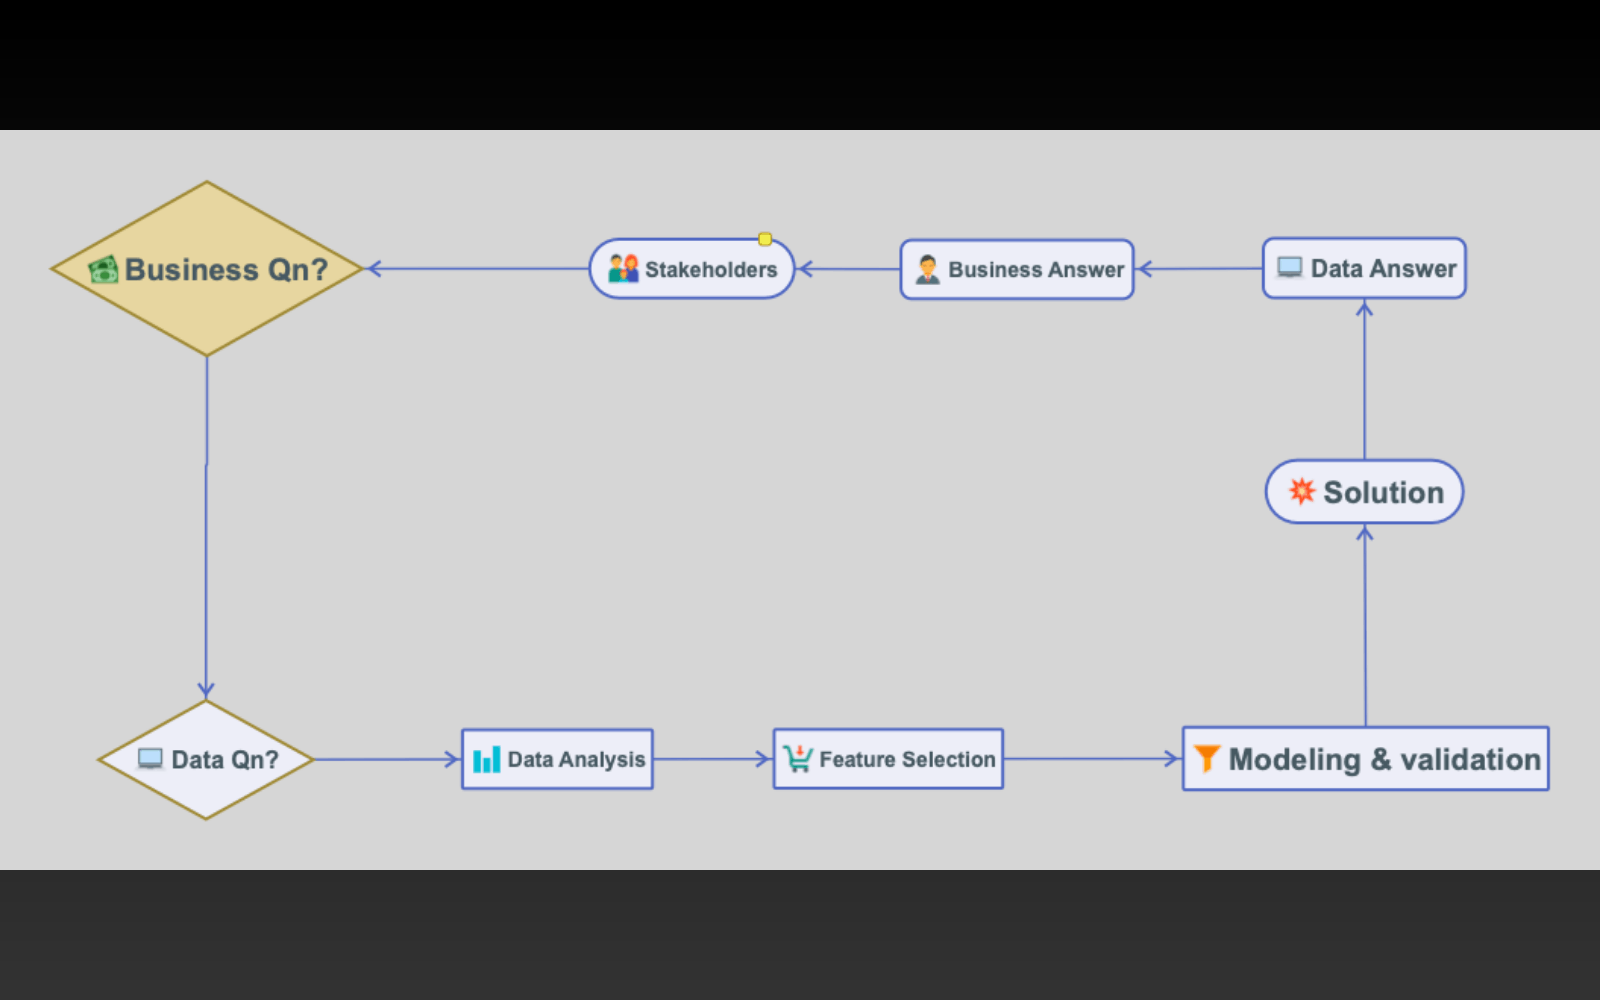 Business Qn?
Stakeholders
Business Answer
Data Answer
Solution
Data Qn?
Data Analysis
Feature Selection
Modeling & validation